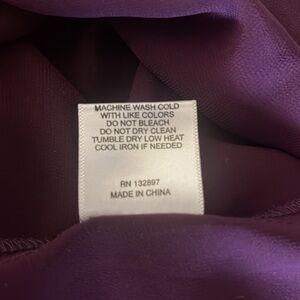 MACHINE WASH COLD
WITH LIKE COLORS
DO NOT BLEACH
DO NOT DRY CLEAN
TUMBLE DRY LOW HEAT
COOL IRON IF NEEDED
RN 132897
MADE IN CHINA